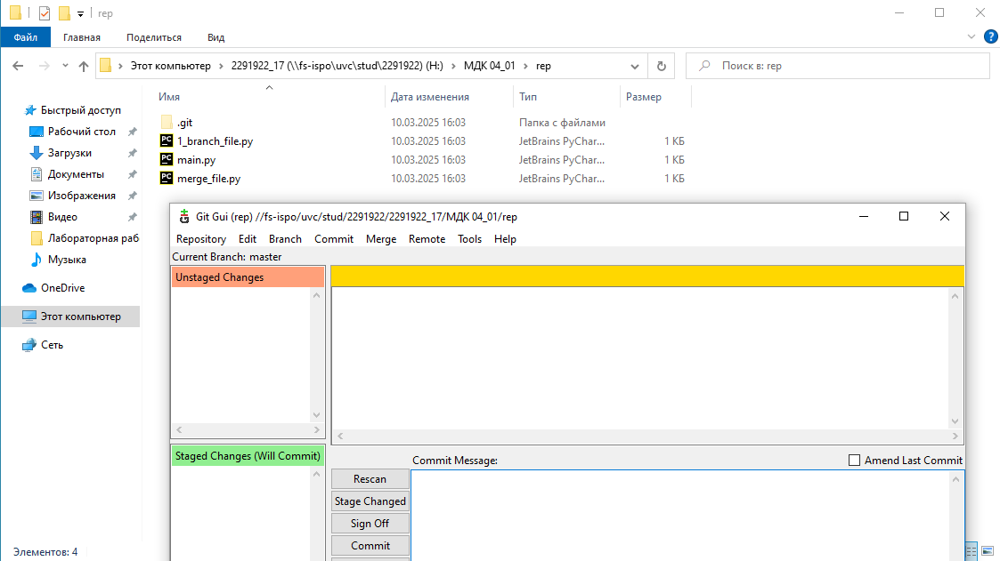 rep
Файл Главная Поделиться Вид
Этот компьютер 2291922_17 (\\fs-ispo\uvc\stud\2291922) (H:) МДК 04_01 rep Поиск в: rep
Имя Дата изменения Тип Размер
Быстрый доступ
Рабочий стол
Загрузки
Документы
Изображения
Видео
Лабораторная раб
Музыка
OneDrive
Этот компьютер
Сеть
.git 10.03.2025 16:03 Папка с файлами
PC 1_branch_file.py 10.03.2025 16:03 JetBrains PyChar... 1 КБ
PC main.py 10.03.2025 16:03 JetBrains PyChar... 1 КБ
PC merge_file.py 10.03.2025 16:03 JetBrains PyChar... 1 КБ
Git Gui (rep) //fs-ispo/uvc/stud/2291922/2291922_17/МДК 04_01/rep
Repository Edit Branch Commit Merge Remote Tools Help
Current Branch: master
Unstaged Changes
Staged Changes (Will Commit)
Commit Message: Amend Last Commit
Rescan
Stage Changed
Sign Off
Commit
Элементов: 4